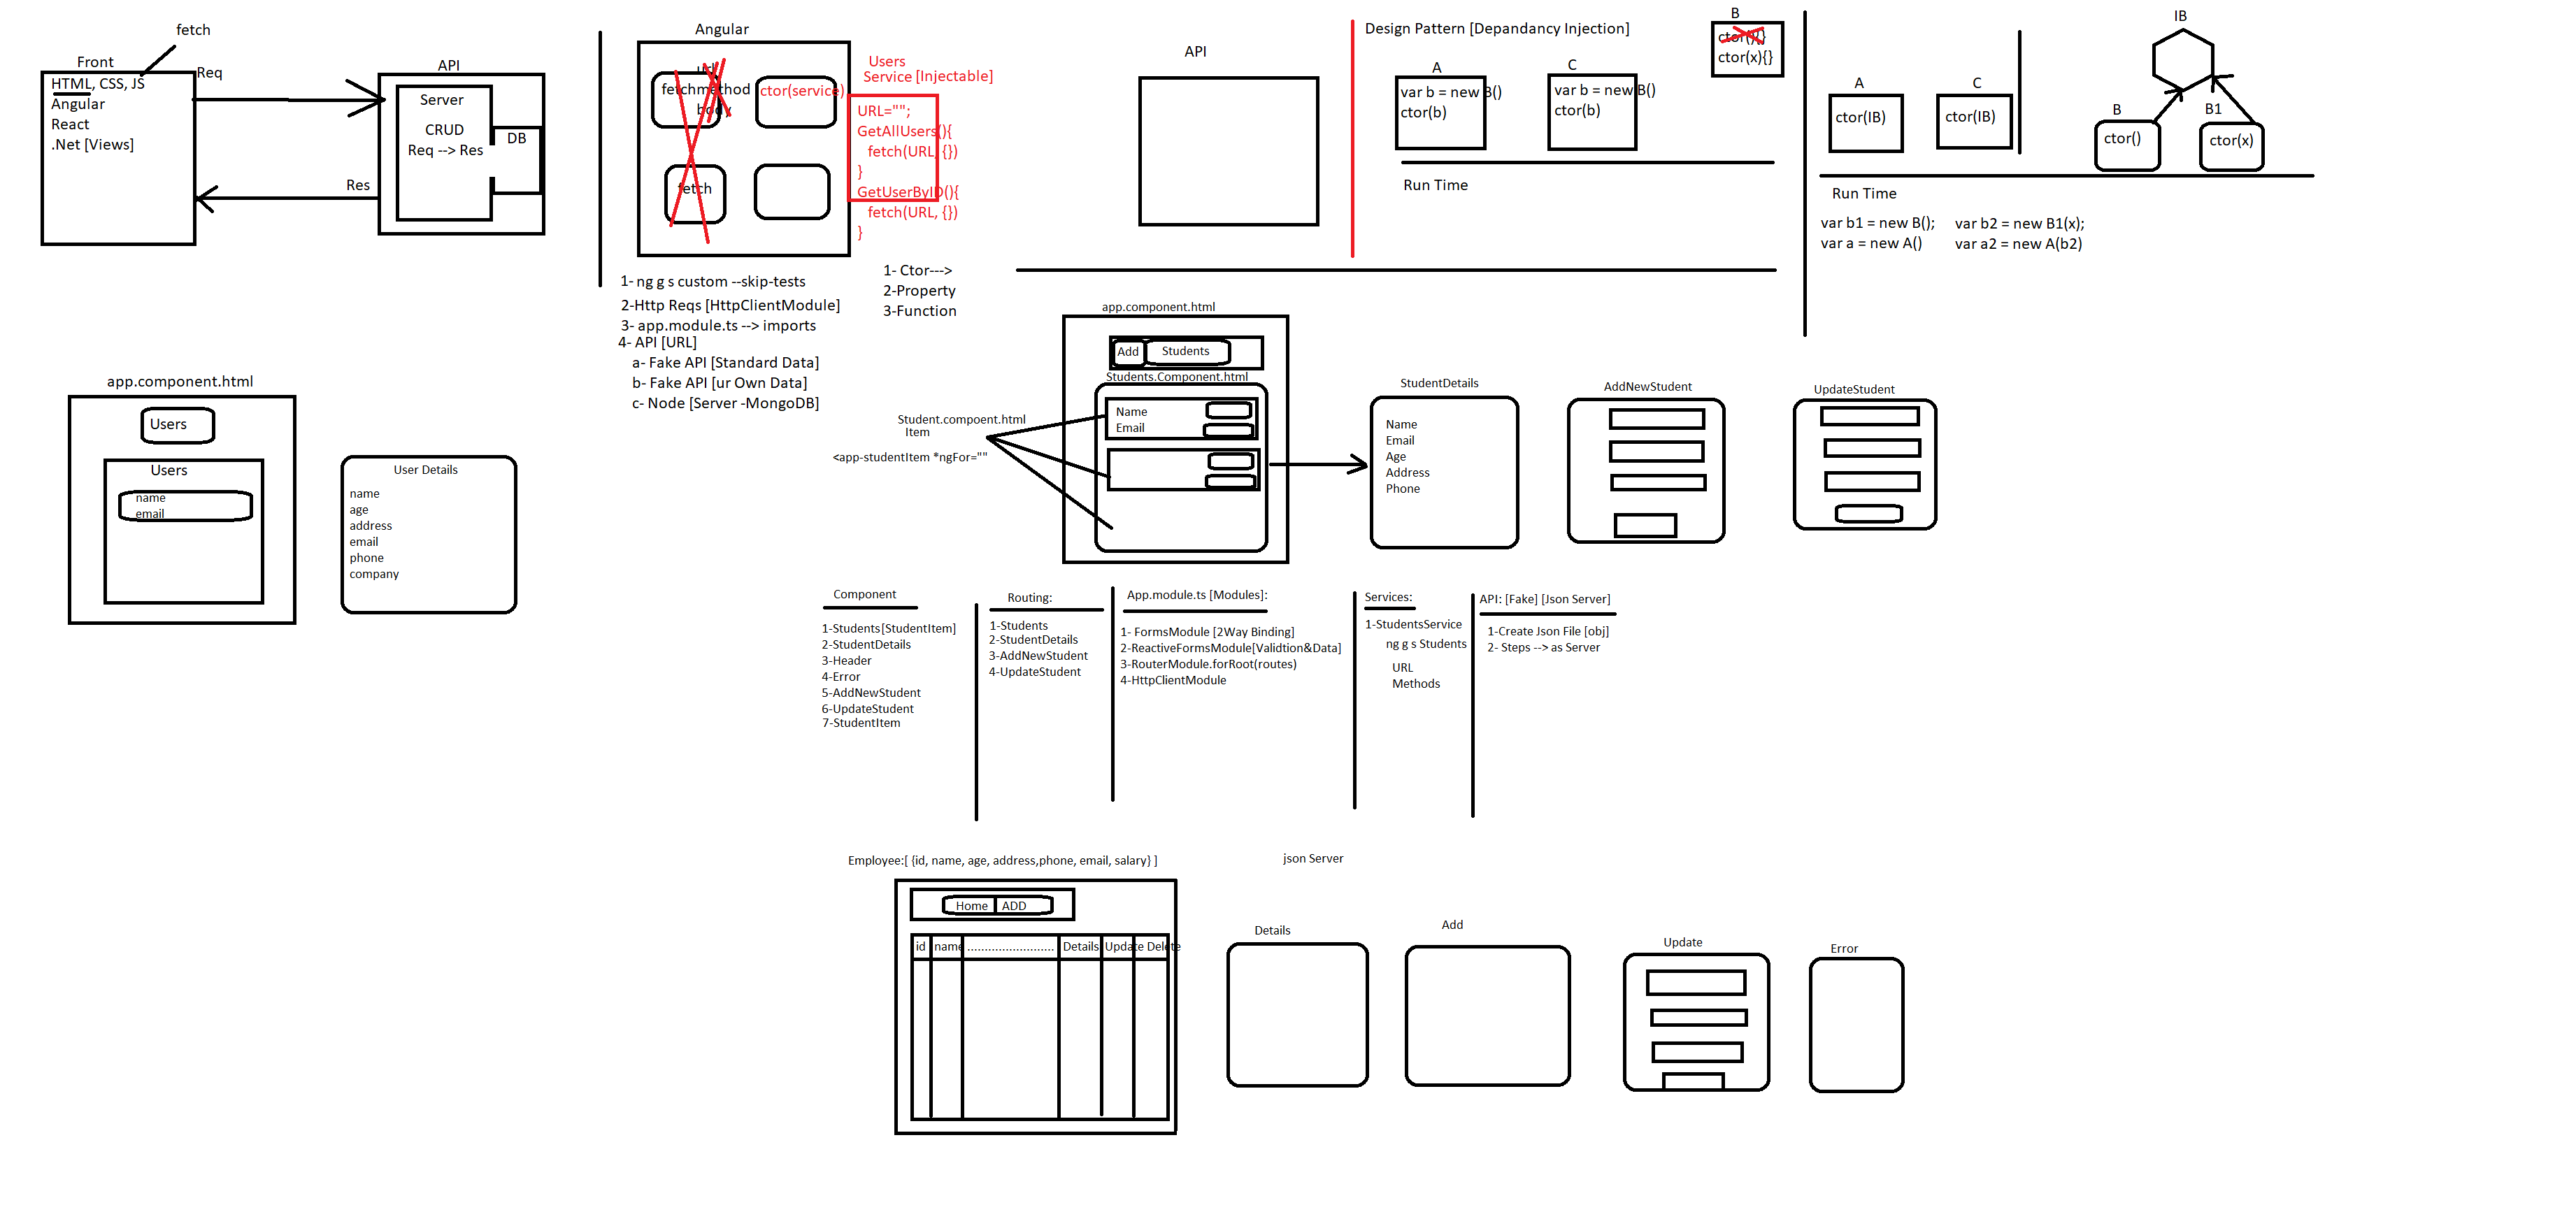 fetch
Front
HTML, CSS, JS
Angular
React
.Net [Views]
Req
Res
API
Server
CRUD
Req --> Res
DB
Angular
url
fetchmethod
body
ctor(service)
fetch
Users
Service [Injectable]
URL="";
GetAllUsers(){
fetch(URL, {})
}
GetUserByID(){
fetch(URL, {})
}
API
Design Pattern [Depandancy Injection]
A
var b = new B()
ctor(b)
C
var b = new B()
ctor(b)
B
ctor(){}
ctor(x){}
Run Time
A
ctor(IB)
C
ctor(IB)
IB
B
ctor()
B1
ctor(x)
Run Time
var b1 = new B();
var a = new A()
var b2 = new B1(x);
var a2 = new A(b2)
1- ng g s custom --skip-tests
2-Http Reqs [HttpClientModule]
3- app.module.ts --> imports
4- API [URL]
a- Fake API [Standard Data]
b- Fake API [ur Own Data]
c- Node [Server -MongoDB]
1- Ctor--->
2-Property
3-Function
app.component.html
Users
Users
name
email
User Details
name
age
address
email
phone
company
app.component.html
Add
Students
Students.Component.html
Name
Email
Student.compoent.html
Item
<app-studentItem *ngFor=""
StudentDetails
Name
Email
Age
Address
Phone
AddNewStudent
UpdateStudent
Component
1-Students[StudentItem]
2-StudentDetails
3-Header
4-Error
5-AddNewStudent
6-UpdateStudent
7-StudentItem
Routing:
1-Students
2-StudentDetails
3-AddNewStudent
4-UpdateStudent
App.module.ts [Modules]:
1- FormsModule [2Way Binding]
2-ReactiveFormsModule[Validtion&Data]
3-RouterModule.forRoot(routes)
4-HttpClientModule
Services:
1-StudentsService
ng g s Students
URL
Methods
API: [Fake] [Json Server]
1-Create Json File [obj]
2- Steps --> as Server
Employee:[ {id, name, age, address,phone, email, salary} ]
json Server
Home
ADD
id
name
.........................
Details
Update
Delete
Details
Add
Update
Error